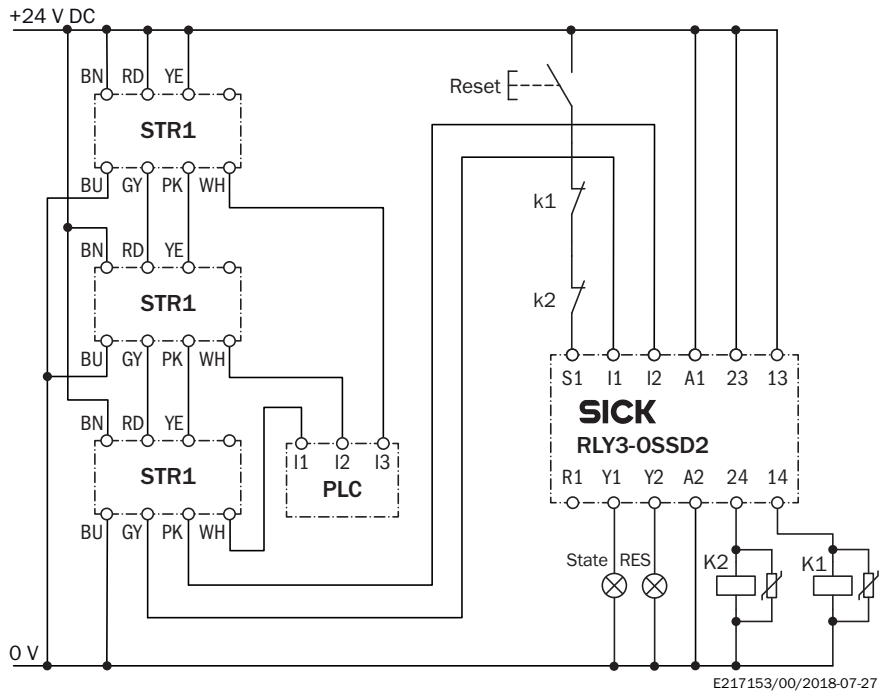 +24 V DC
BN RD YE
STR1
BU GY PK WH
BN RD YE
STR1
BU GY PK WH
BN RD YE
STR1
BU GY PK WH
I1 I2 I3
PLC
Reset
k1
k2
S1 I1 I2 A1 23 13
SICK
RLY3-OSSD2
R1 Y1 Y2 A2 24 14
State RES
K2 K1
0 V
E217153/00/2018-07-27